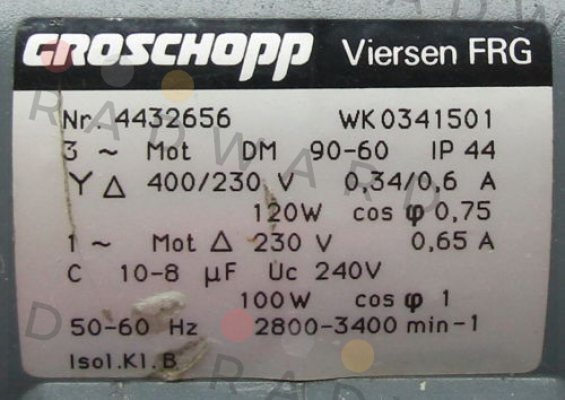 GROSCHOPP Viersen FRG
Nr. 4432656 WK0341501
3 ~ Mot DM 90-60 IP 44
Y Δ 400/230 V 0,34/0,6 A
120W cos φ 0,75
1 ~ Mot Δ 230 V 0,65 A
C 10-8 µF Uc 240V
100W cos φ 1
50-60 Hz 2800-3400 min-1
Isol.Kl.B
RADWARD
RADWARD